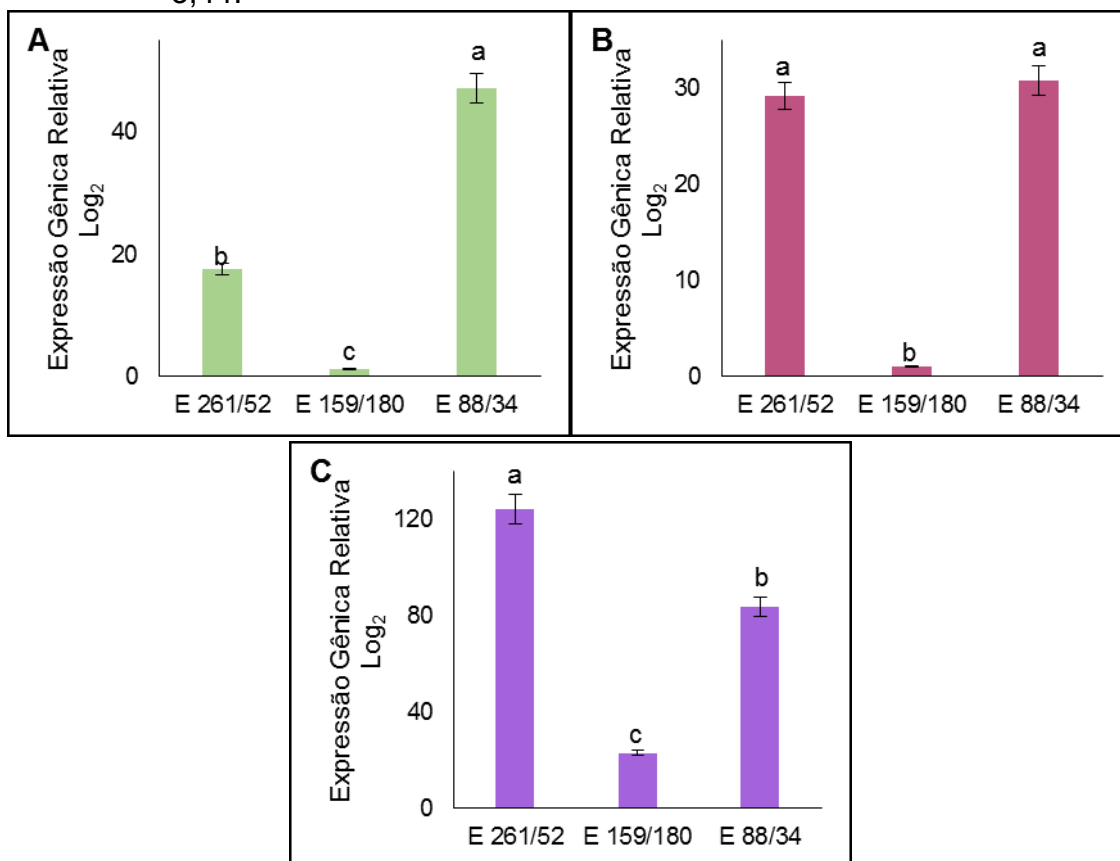 A
Expressão Gênica Relativa
Log₂
40
20
0
b
c
a
E 261/52 E 159/180 E 88/34
B
Expressão Gênica Relativa
Log₂
30
20
10
0
a
b
a
E 261/52 E 159/180 E 88/34
C
Expressão Gênica Relativa
Log₂
120
80
40
0
a
c
b
E 261/52 E 159/180 E 88/34